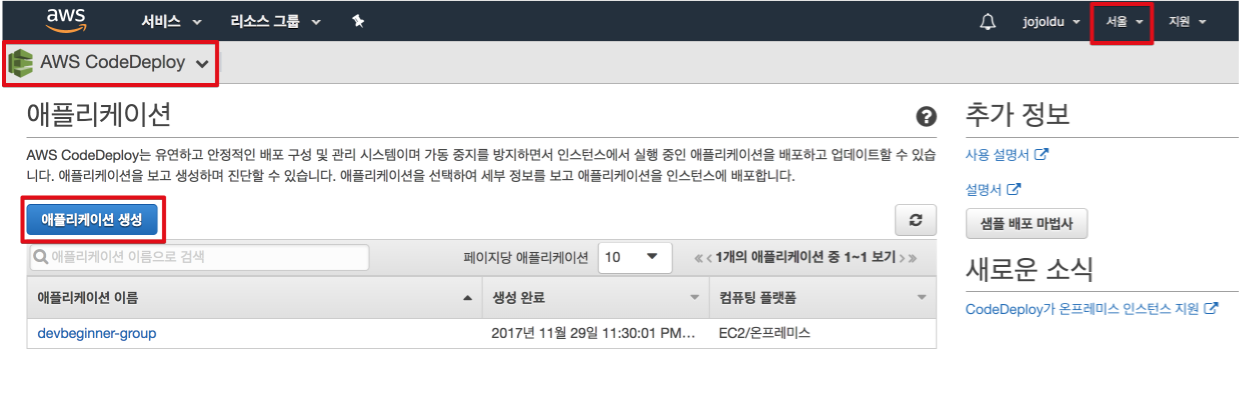 aws 서비스 리소스 그룹 jojoldu 서울 지원
AWS CodeDeploy
애플리케이션
AWS CodeDeploy는 유연하고 안정적인 배포 구성 및 관리 시스템이며 가동 중지를 방지하면서 인스턴스에서 실행 중인 애플리케이션을 배포하고 업데이트할 수 있습
니다. 애플리케이션을 보고 생성하며 진단할 수 있습니다. 애플리케이션을 선택하여 세부 정보를 보고 애플리케이션을 인스턴스에 배포합니다.
애플리케이션 생성
애플리케이션 이름으로 검색 페이지당 애플리케이션 10 «‹ 1개의 애플리케이션 중 1~1 보기 ›»
애플리케이션 이름 생성 완료 컴퓨팅 플랫폼
devbeginner-group 2017년 11월 29일 11:30:01 PM... EC2/온프레미스
추가 정보
사용 설명서
설명서
샘플 배포 마법사
새로운 소식
CodeDeploy가 온프레미스 인스턴스 지원